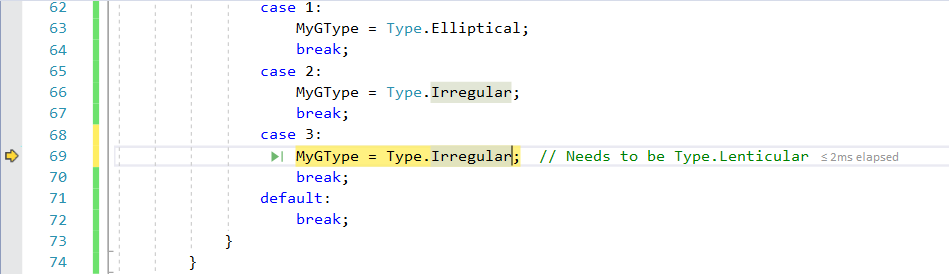 62 case 1:
63 MyGType = Type.Elliptical;
64 break;
65 case 2:
66 MyGType = Type.Irregular;
67 break;
68 case 3:
69 MyGType = Type.Irregular; // Needs to be Type.Lenticular ≤ 2ms elapsed
70 break;
71 default:
72 break;
73 }
74 }